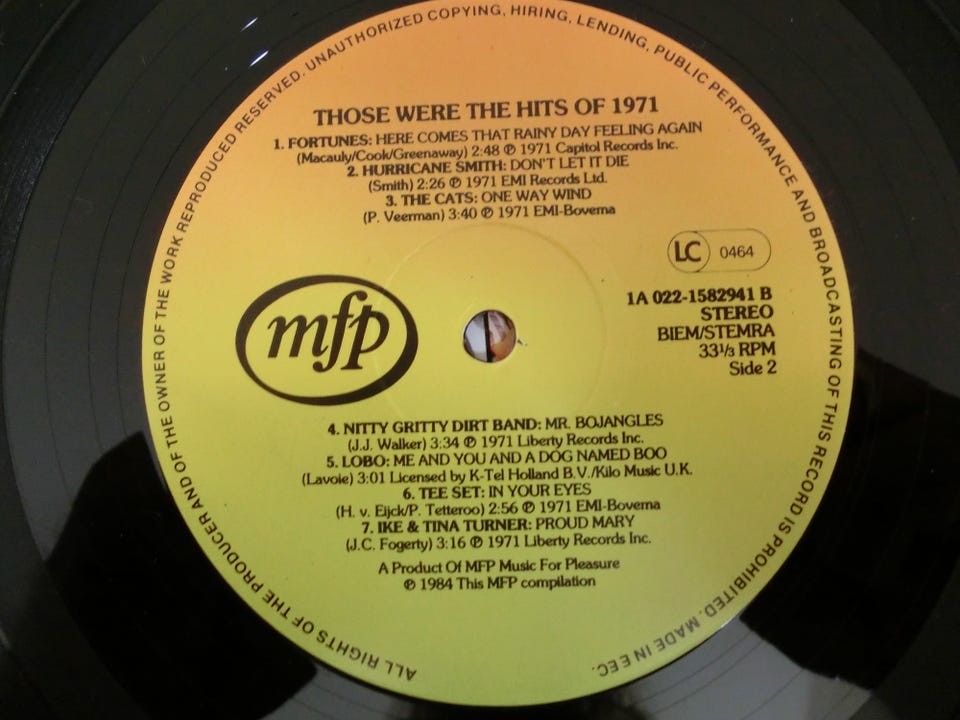 ALL RIGHTS OF THE PRODUCER AND OF THE OWNER OF THE WORK REPRODUCED RESERVED. UNAUTHORIZED COPYING, HIRING, LENDING, PUBLIC PERFORMANCE AND BROADCASTING OF THIS RECORD IS PROHIBITED. MADE IN EEC.
THOSE WERE THE HITS OF 1971
1. FORTUNES: HERE COMES THAT RAINY DAY FEELING AGAIN
(Macauly/Cook/Greenaway) 2:48 ℗ 1971 Capitol Records Inc.
2. HURRICANE SMITH: DON'T LET IT DIE
(Smith) 2:26 ℗ 1971 EMI Records Ltd.
3. THE CATS: ONE WAY WIND
(P. Veerman) 3:40 ℗ 1971 EMI-Bovema
LC 0464
mfp
1A 022-1582941 B
STEREO
BIEM/STEMRA
33⅓ RPM
Side 2
4. NITTY GRITTY DIRT BAND: MR. BOJANGLES
(J.J. Walker) 3:34 ℗ 1971 Liberty Records Inc.
5. LOBO: ME AND YOU AND A DOG NAMED BOO
(Lavoie) 3:01 Licensed by K-Tel Holland B.V./Kilo Music U.K.
6. TEE SET: IN YOUR EYES
(H. v. Eijck/P. Tetteroo) 2:56 ℗ 1971 EMI-Bovema
7. IKE & TINA TURNER: PROUD MARY
(J.C. Fogerty) 3:16 ℗ 1971 Liberty Records Inc.
A Product Of MFP Music For Pleasure
℗ 1984 This MFP compilation